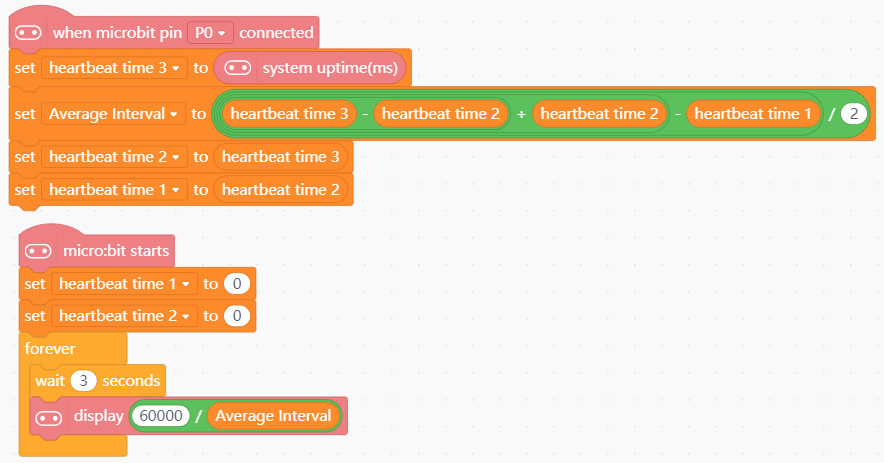 when microbit pin P0 connected
set heartbeat time 3 to system uptime(ms)
set Average Interval to heartbeat time 3 - heartbeat time 2 + heartbeat time 2 - heartbeat time 1 / 2
set heartbeat time 2 to heartbeat time 3
set heartbeat time 1 to heartbeat time 2
micro:bit starts
set heartbeat time 1 to 0
set heartbeat time 2 to 0
forever
wait 3 seconds
display 60000 / Average Interval